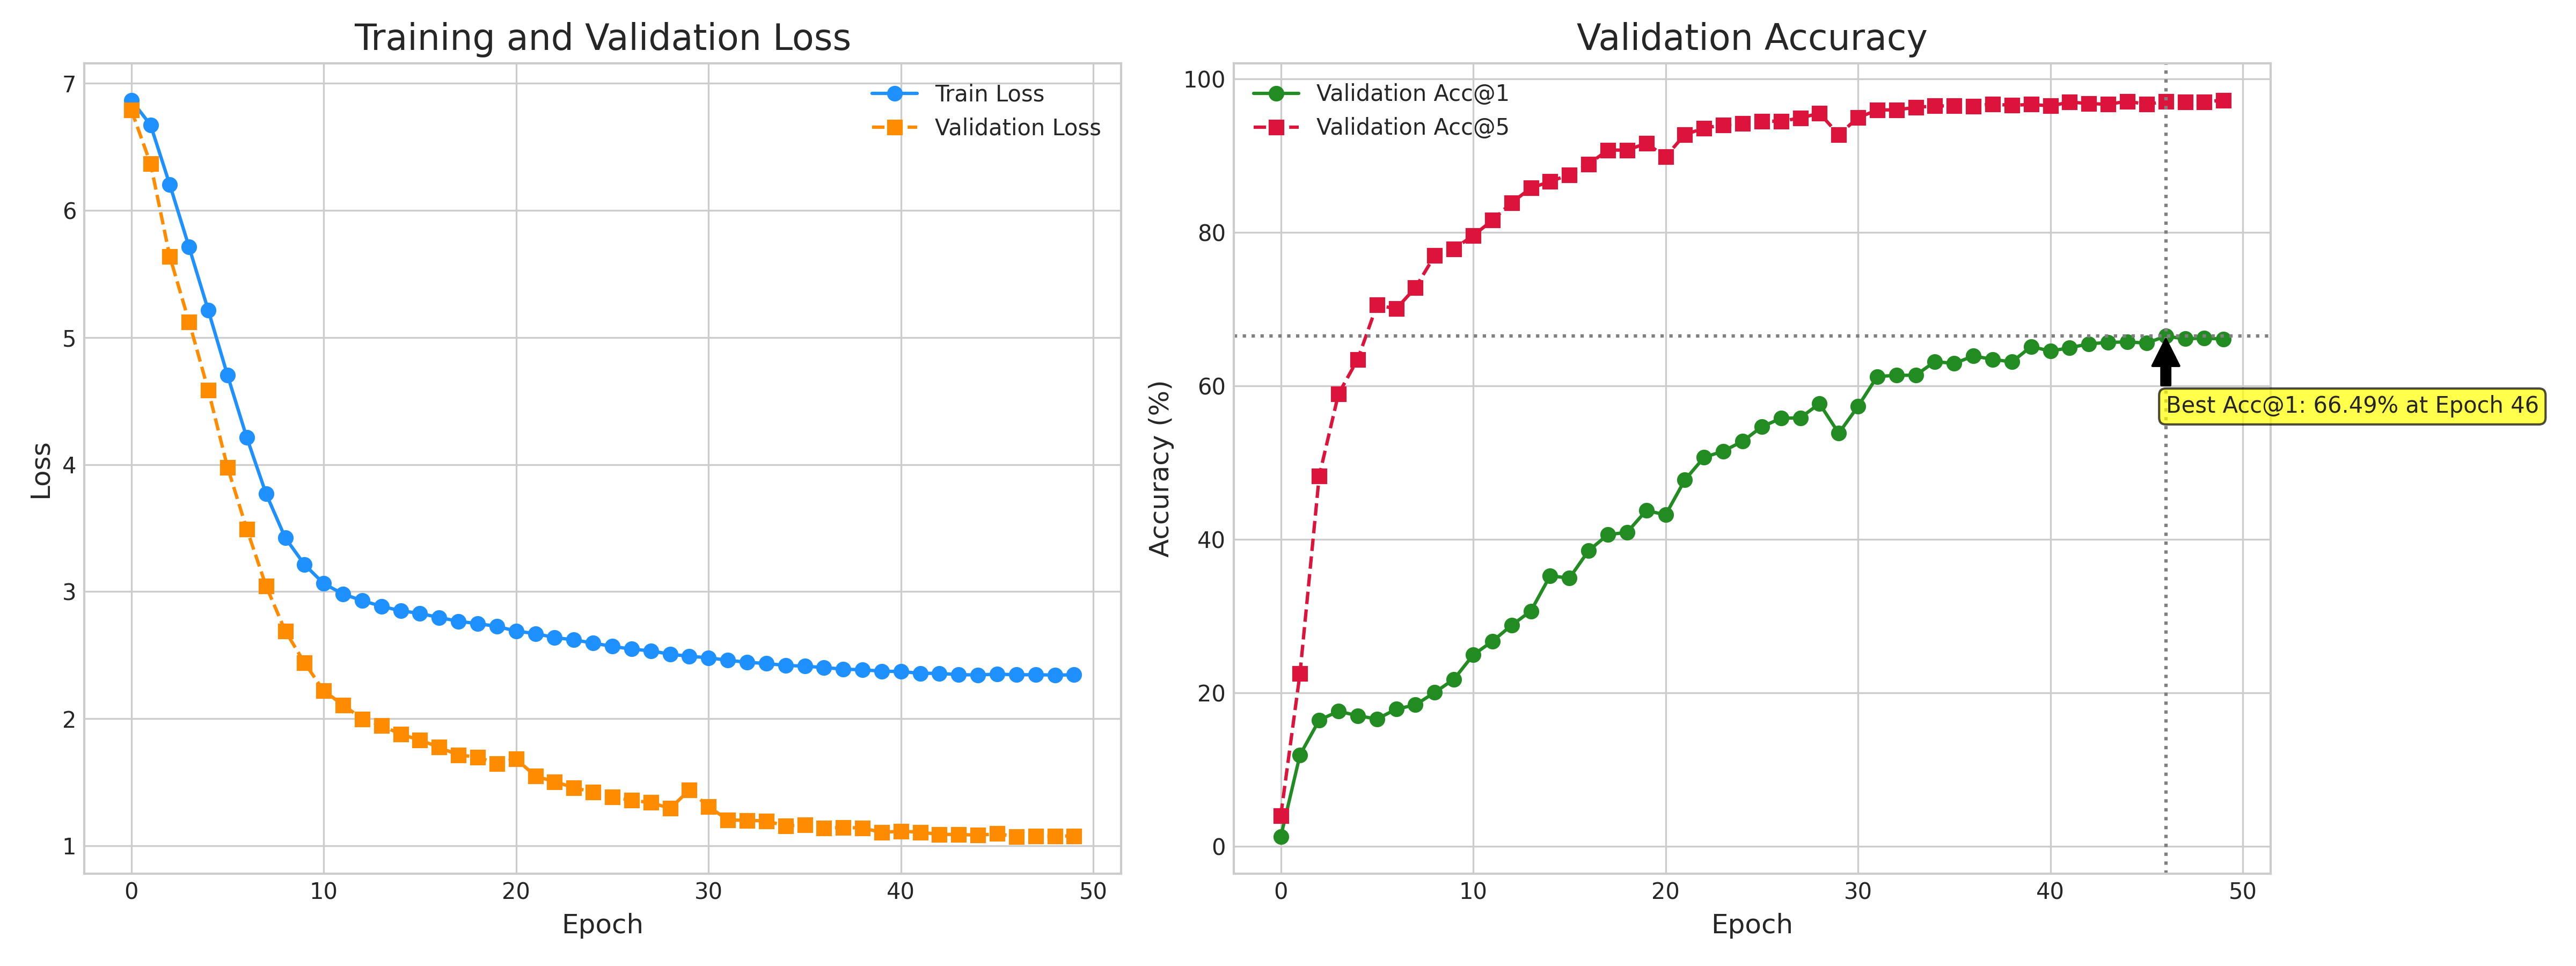 Training and Validation Loss
7
6
5
4
3
2
1
Loss
0
10
20
30
40
50
Epoch
Train Loss
Validation Loss
Validation Accuracy
100
80
60
40
20
0
Accuracy (%)
0
10
20
30
40
50
Epoch
Validation Acc@1
Validation Acc@5
Best Acc@1: 66.49% at Epoch 46